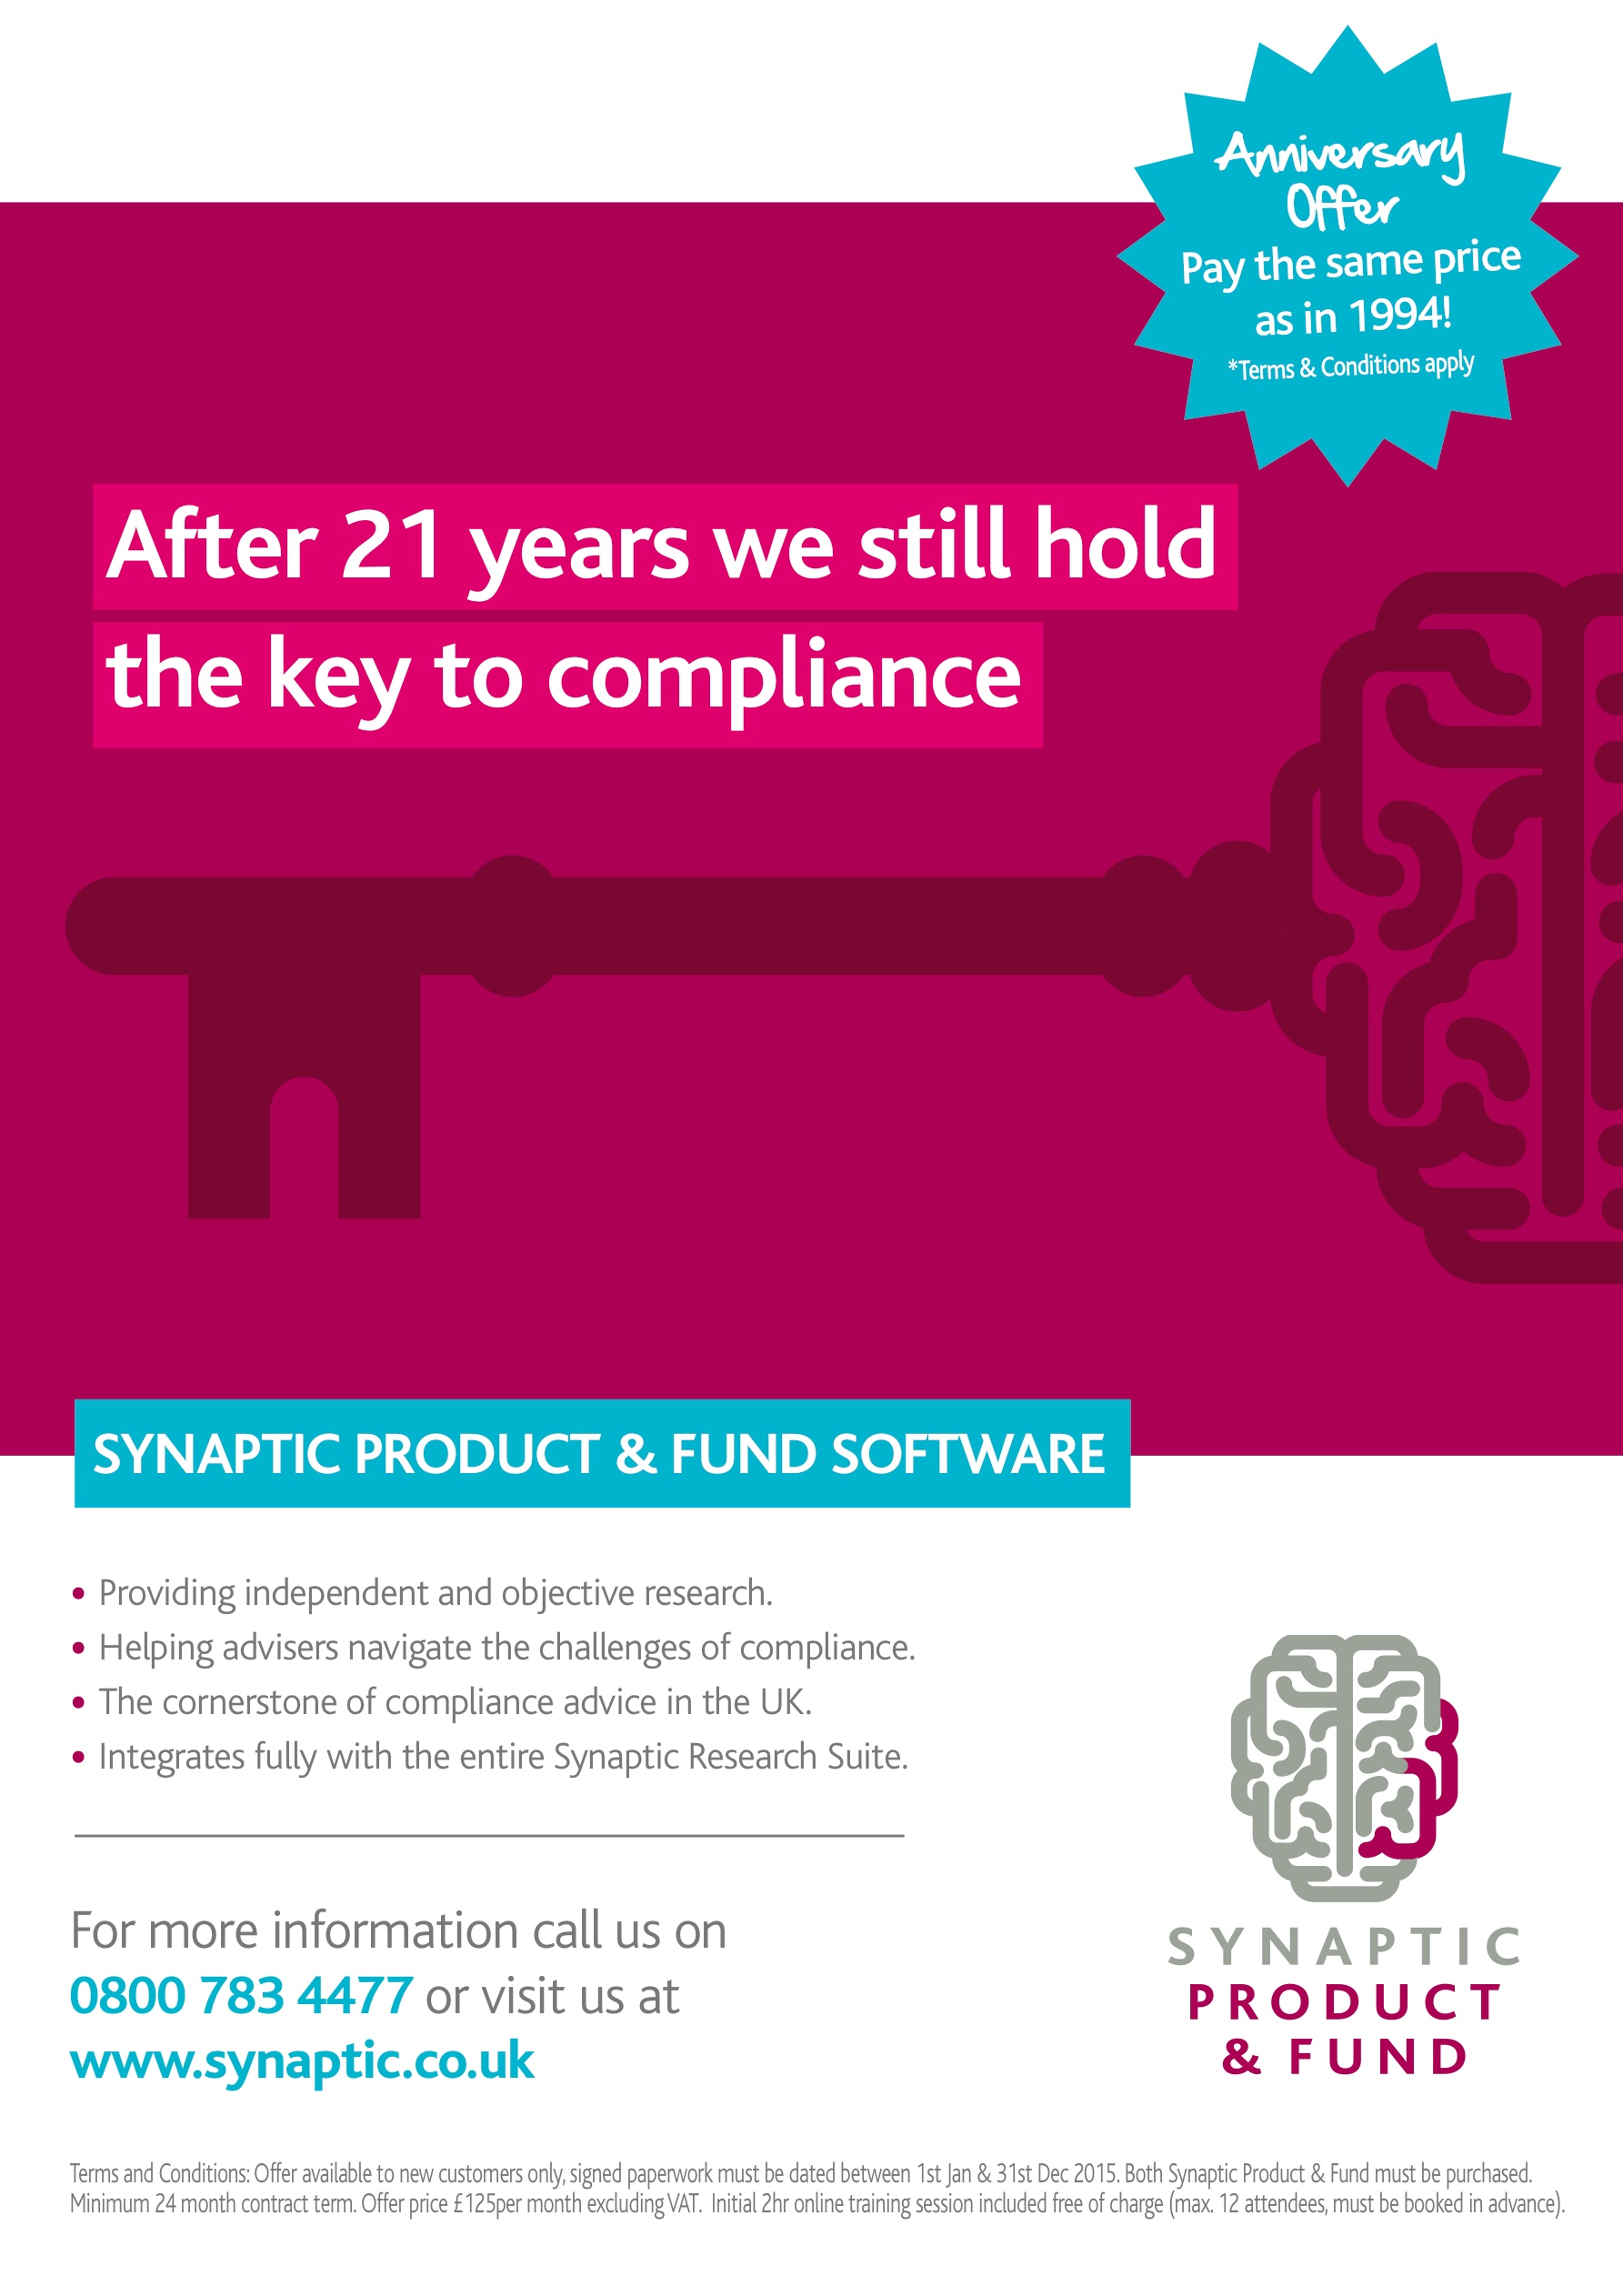 Anniversary
Offer
Pay the same price
as in 1994!
*Terms & Conditions apply
After 21 years we still hold
the key to compliance
SYNAPTIC PRODUCT & FUND SOFTWARE
• Providing independent and objective research.
• Helping advisers navigate the challenges of compliance.
• The cornerstone of compliance advice in the UK.
• Integrates fully with the entire Synaptic Research Suite.
For more information call us on
0800 783 4477 or visit us at
www.synaptic.co.uk
SYNAPTIC
PRODUCT
& FUND
Terms and Conditions: Offer available to new customers only, signed paperwork must be dated between 1st Jan & 31st Dec 2015. Both Synaptic Product & Fund must be purchased.
Minimum 24 month contract term. Offer price £125per month excluding VAT. Initial 2hr online training session included free of charge (max. 12 attendees, must be booked in advance).